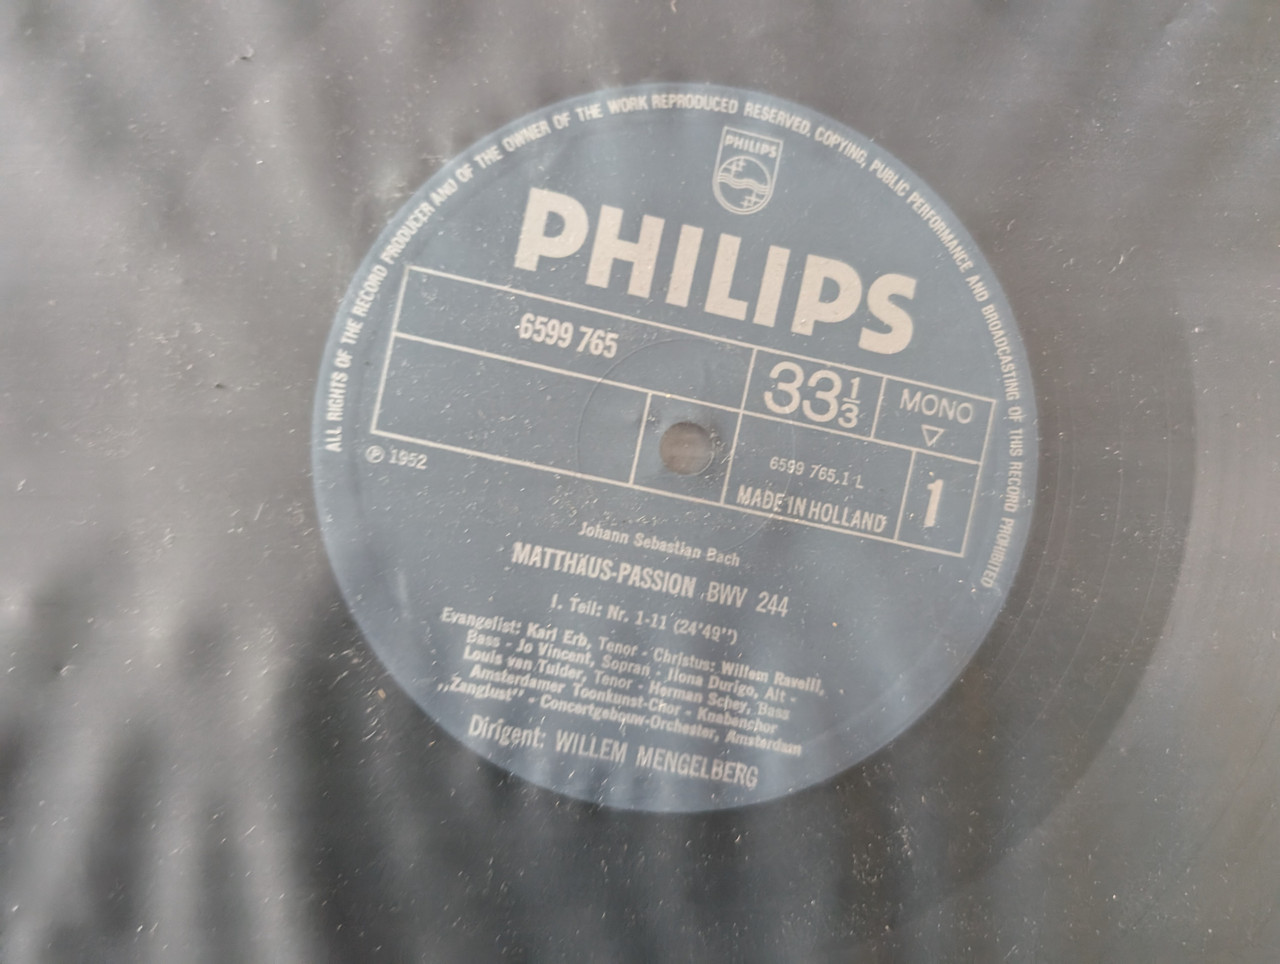 ALL RIGHTS OF THE RECORD PRODUCER AND OF THE OWNER OF THE WORK REPRODUCED RESERVED. COPYING, PUBLIC PERFORMANCE AND BROADCASTING OF THIS RECORD PROHIBITED
PHILIPS
PHILIPS
6599 765
33 1/3
MONO
6599 765.1 L
MADE IN HOLLAND
1
℗ 1952
Johann Sebastian Bach
MATTHÄUS-PASSION BWV 244
I. Teil: Nr. 1-11 (24'49'')
Evangelist: Karl Erb, Tenor - Christus: Willem Ravelli,
Bass - Jo Vincent, Sopran - Ilona Durigo, Alt -
Louis van Tulder, Tenor - Herman Schey, Bass
Amsterdamer Toonkunst-Chor - Knabenchor
„Zanglust” - Concertgebouw-Orchester, Amsterdam
Dirigent: WILLEM MENGELBERG